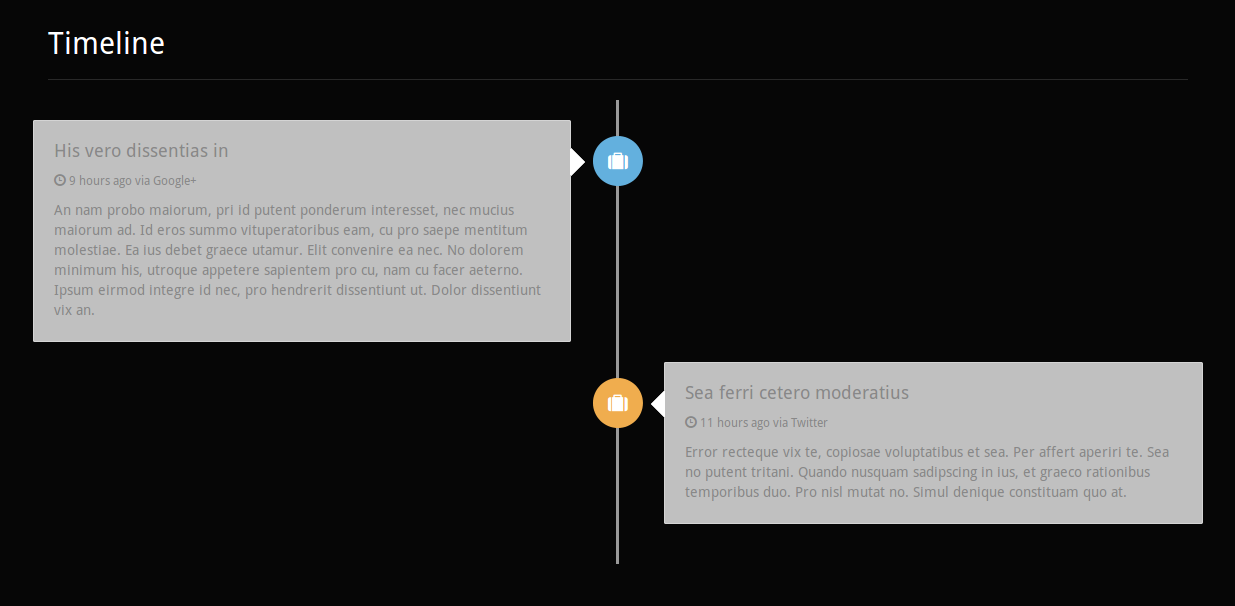 Timeline
His vero dissentias in
9 hours ago via Google+
An nam probo maiorum, pri id putent ponderum interesset, nec mucius
maiorum ad. Id eros summo vituperatoribus eam, cu pro saepe mentitum
molestiae. Ea ius debet graece utamur. Elit convenire ea nec. No dolorem
minimum his, utroque appetere sapientem pro cu, nam cu facer aeterno.
Ipsum eirmod integre id nec, pro hendrerit dissentiunt ut. Dolor dissentiunt
vix an.
Sea ferri cetero moderatius
11 hours ago via Twitter
Error recteque vix te, copiosae voluptatibus et sea. Per affert aperiri te. Sea
no putent tritani. Quando nusquam sadipscing in ius, et graeco rationibus
temporibus duo. Pro nisl mutat no. Simul denique constituam quo at.